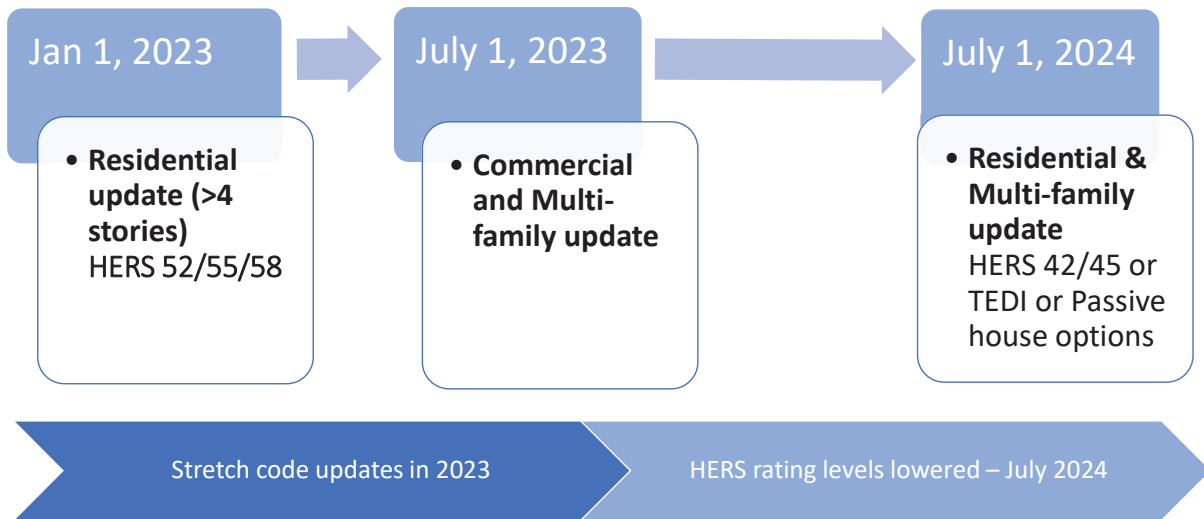 Jan 1, 2023
• Residential
update (>4
stories)
HERS 52/55/58
July 1, 2023
• Commercial
and Multi-
family update
July 1, 2024
• Residential &
Multi-family
update
HERS 42/45 or
TEDI or Passive
house options
Stretch code updates in 2023
HERS rating levels lowered – July 2024